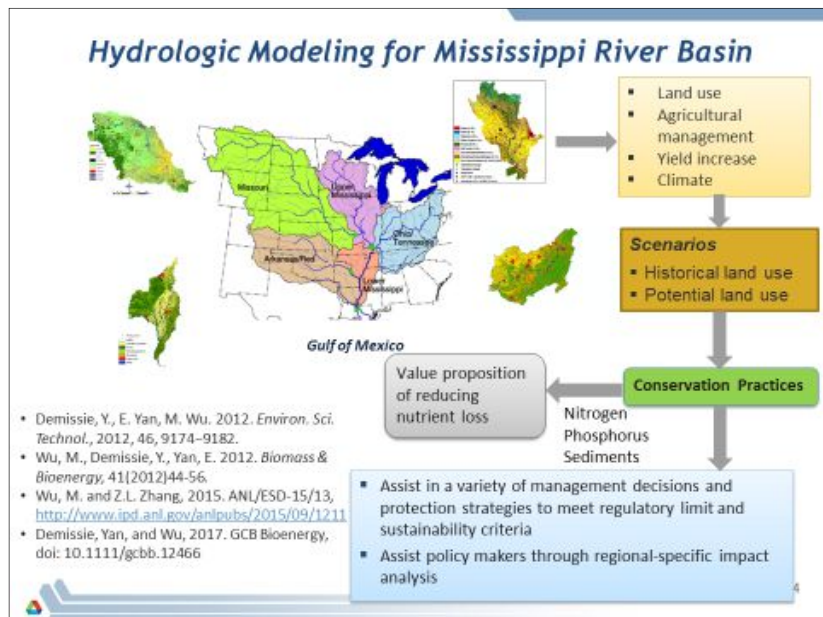 Hydrologic Modeling for Mississippi River Basin
Missouri
Upper
Mississippi
Ohio/
Tennessee
Arkansas/Red
Lower
Mississippi
Gulf of Mexico
▪ Land use
▪ Agricultural
management
▪ Yield increase
▪ Climate
Scenarios
▪ Historical land use
▪ Potential land use
Conservation Practices
Value proposition
of reducing
nutrient loss
Nitrogen
Phosphorus
Sediments
• Demissie, Y., E. Yan, M. Wu. 2012. Environ. Sci.
Technol., 2012, 46, 9174–9182.
• Wu, M., Demissie, Y., Yan, E. 2012. Biomass &
Bioenergy, 41(2012)44-56.
• Wu, M. and Z.L. Zhang, 2015. ANL/ESD-15/13,
http://www.ipd.anl.gov/anlpubs/2015/09/1211
• Demissie, Yan, and Wu, 2017. GCB Bioenergy,
doi: 10.1111/gcbb.12466
▪ Assist in a variety of management decisions and
protection strategies to meet regulatory limit and
sustainability criteria
▪ Assist policy makers through regional-specific impact
analysis
4